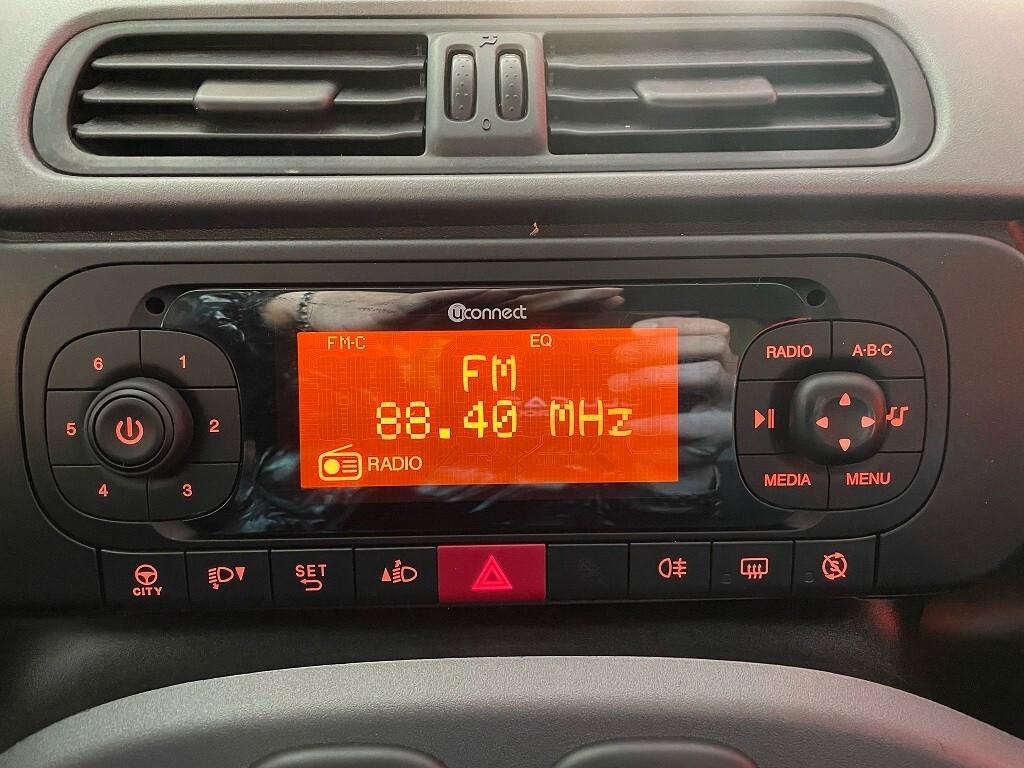 0
uconnect
FM-C EQ
FM
88.40 MHz
RADIO
6 1
5 2
4 3
RADIO A·B·C
MEDIA MENU
CITY
SET